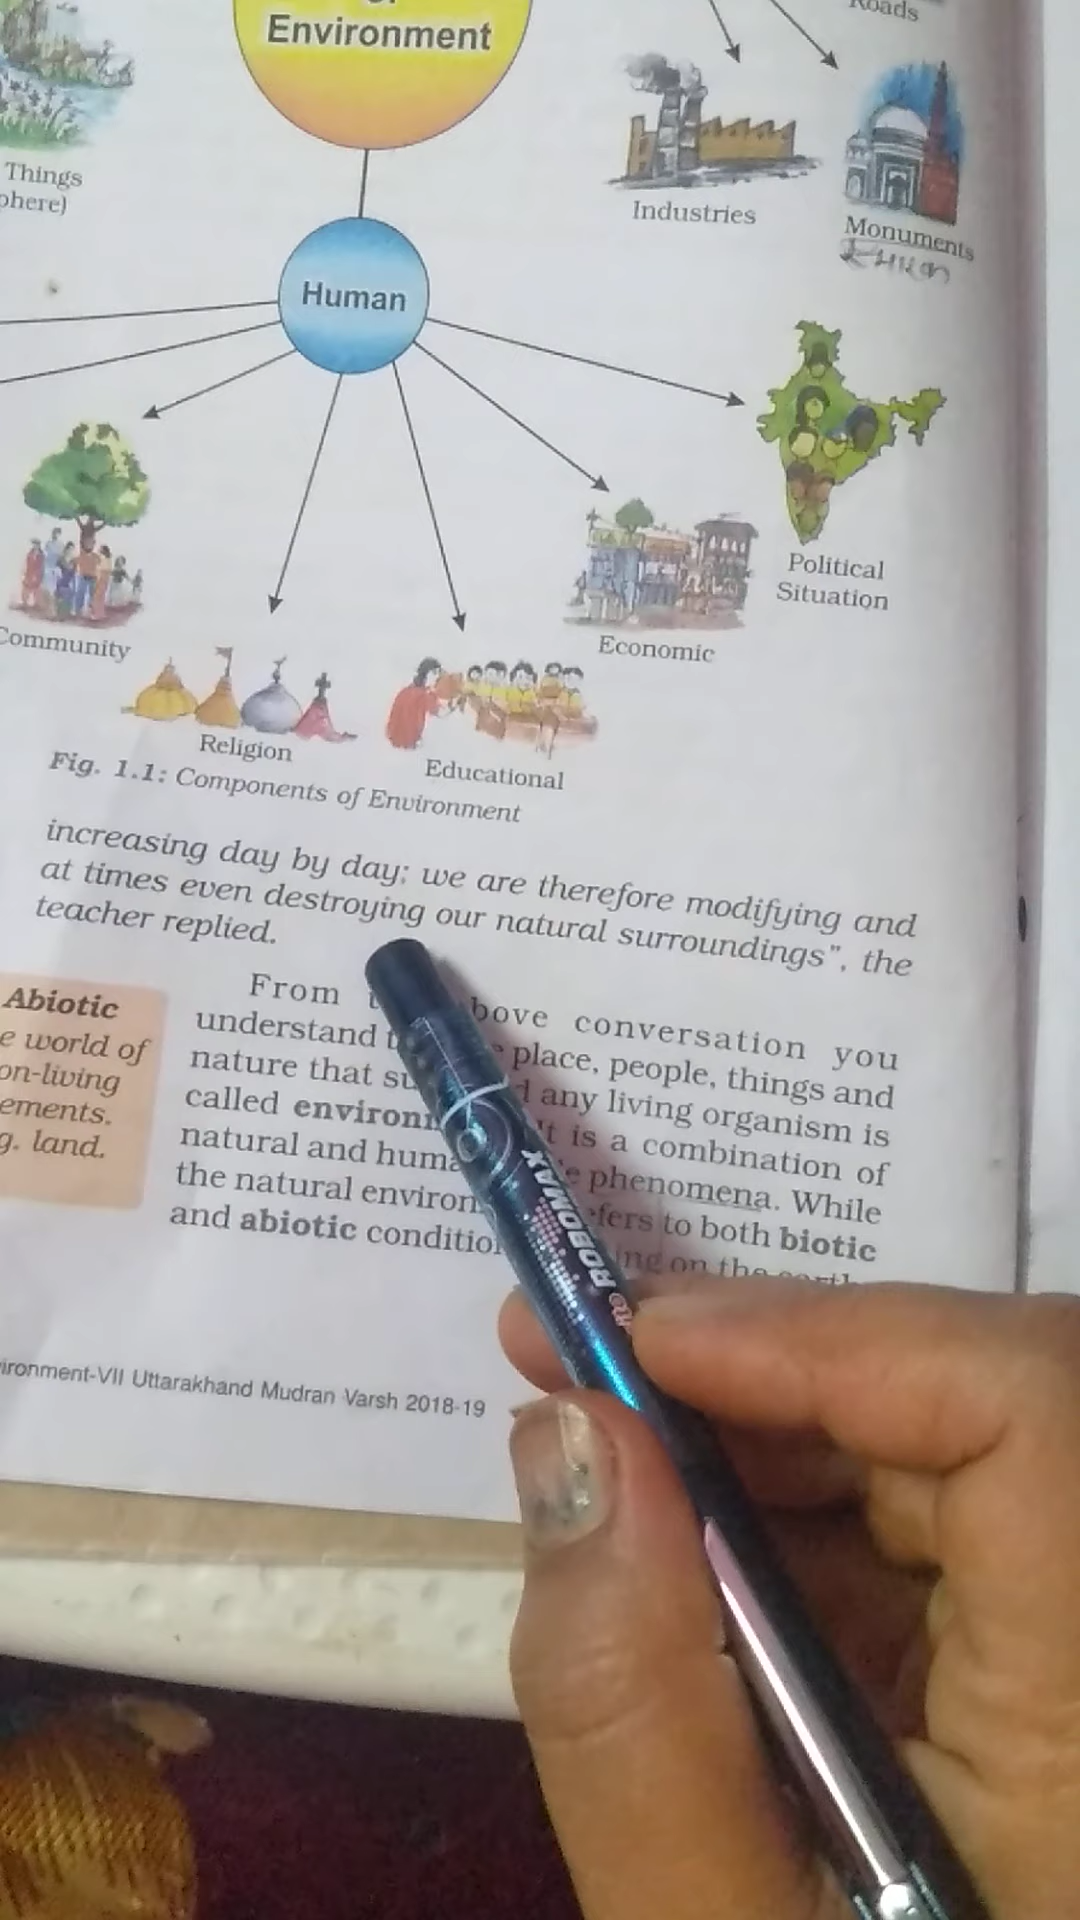 Environment
Roads
Things
phere)
Industries
Monuments
स्मारक
Human
Political
Situation
Community
Economic
Religion
Educational
Fig. 1.1: Components of Environment
increasing day by day; we are therefore modifying and
at times even destroying our natural surroundings", the
teacher replied.
From bove conversation you
understand place, people, things and
nature that any living organism is
called It is a combination of
natural and phenomena. While
the natural refers to both biotic
and abiotic on the
Abiotic
e world of
on-living
ements.
g. land.
ironment-VII Uttarakhand Mudran Varsh 2018-19
ROBOMAX